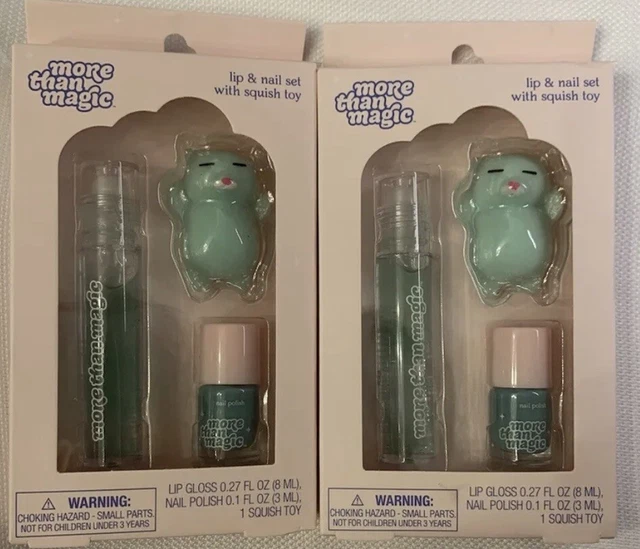 more
than
magic™
lip & nail set
with squish toy
more than magic
nail polish
more
than
magic
WARNING:
CHOKING HAZARD - SMALL PARTS.
NOT FOR CHILDREN UNDER 3 YEARS
LIP GLOSS 0.27 FL OZ (8 ML),
NAIL POLISH 0.1 FL OZ (3 ML),
1 SQUISH TOY
more
than
magic
lip & nail set
with squish toy
more than magic
nail polish
more
than
magic
WARNING:
CHOKING HAZARD - SMALL PARTS.
NOT FOR CHILDREN UNDER 3 YEARS
LIP GLOSS 0.27 FL OZ (8 ML),
NAIL POLISH 0.1 FL OZ (3 ML),
1 SQUISH TOY